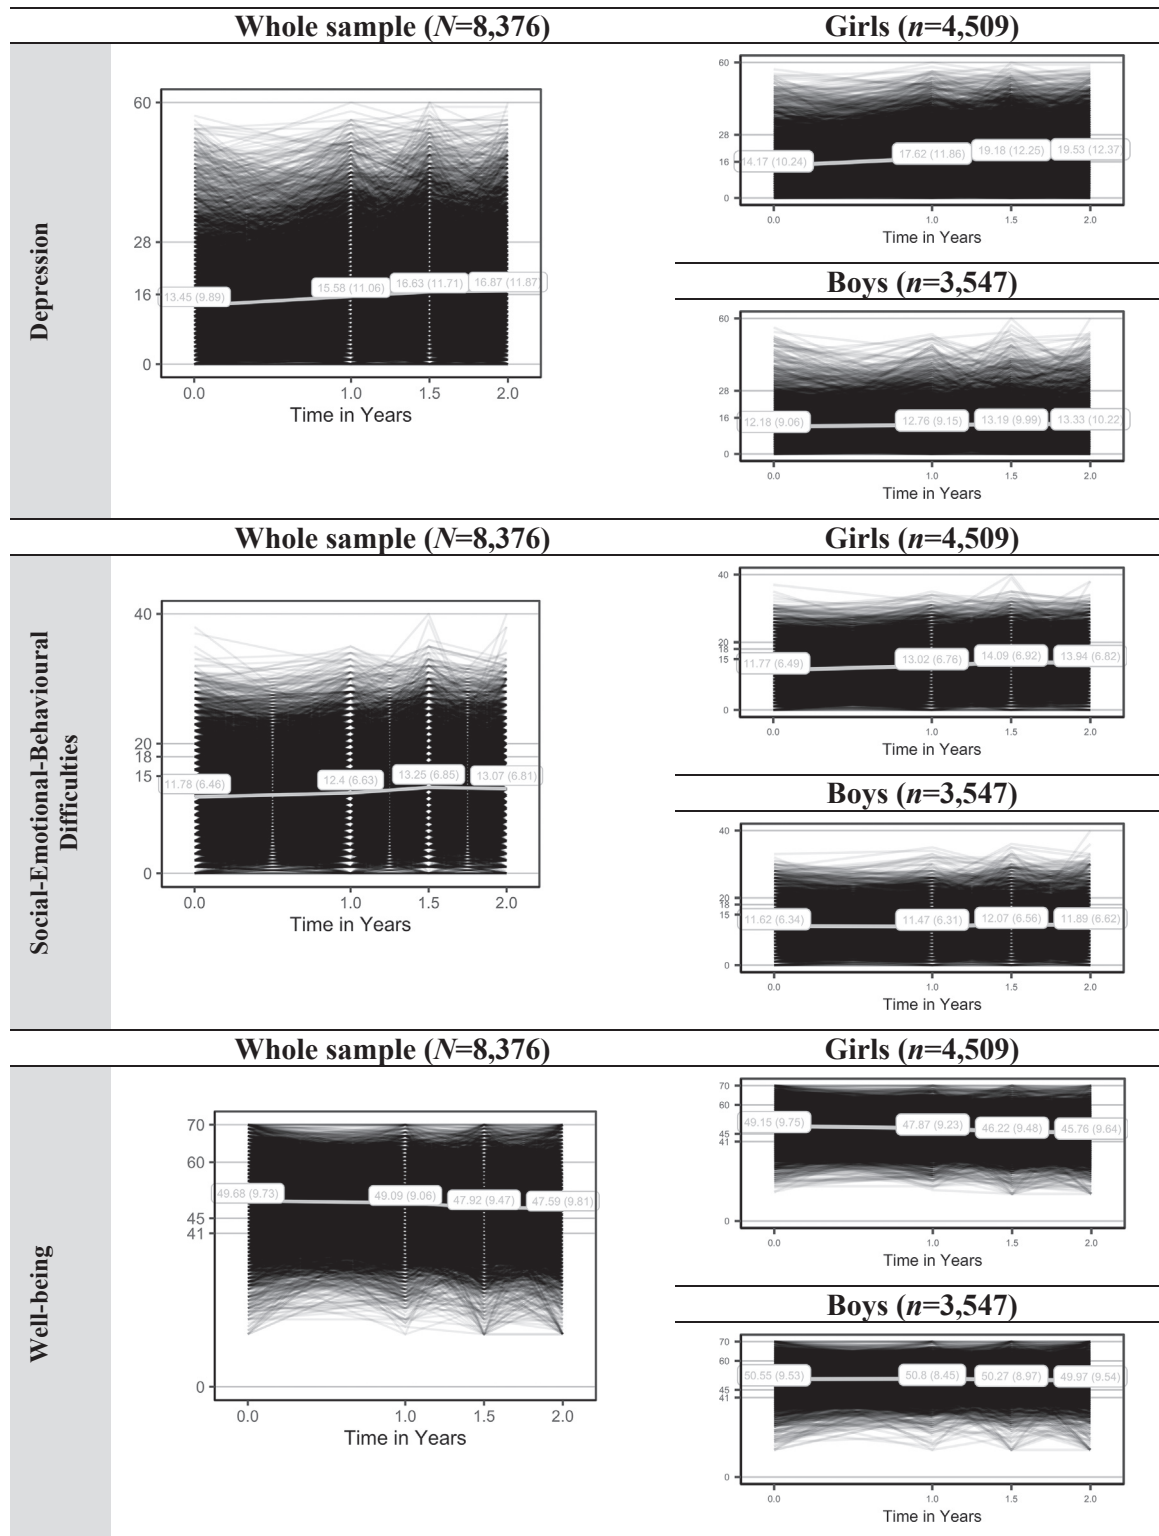 Whole sample (N=8,376)
Girls (n=4,509)
Depression
60
28
16
0
13.45 (9.89)
15.58 (11.06)
16.63 (11.71)
16.87 (11.87)
0.0 1.0 1.5 2.0
Time in Years
60
28
16
0
14.17 (10.24)
17.62 (11.86)
19.18 (12.25)
19.53 (12.37)
0.0 1.0 1.5 2.0
Time in Years
Boys (n=3,547)
60
28
16
0
12.18 (9.06)
12.76 (9.15)
13.19 (9.99)
13.33 (10.22)
0.0 1.0 1.5 2.0
Time in Years
Whole sample (N=8,376)
Girls (n=4,509)
Social-Emotional-Behavioural
Difficulties
40
20
18
15
0
11.78 (6.46)
12.4 (6.63)
13.25 (6.85)
13.07 (6.81)
0.0 1.0 1.5 2.0
Time in Years
40
20
18
15
0
11.77 (6.49)
13.02 (6.76)
14.09 (6.92)
13.94 (6.82)
0.0 1.0 1.5 2.0
Time in Years
Boys (n=3,547)
40
20
18
15
0
11.62 (6.34)
11.47 (6.31)
12.07 (6.56)
11.89 (6.62)
0.0 1.0 1.5 2.0
Time in Years
Whole sample (N=8,376)
Girls (n=4,509)
Well-being
70
60
45
41
0
49.68 (9.73)
49.09 (9.06)
47.92 (9.47)
47.59 (9.81)
0.0 1.0 1.5 2.0
Time in Years
70
60
45
41
0
49.15 (9.75)
47.87 (9.23)
46.22 (9.48)
45.76 (9.64)
0.0 1.0 1.5 2.0
Time in Years
Boys (n=3,547)
70
60
45
41
0
50.55 (9.53)
50.8 (8.45)
50.27 (8.97)
49.97 (9.54)
0.0 1.0 1.5 2.0
Time in Years